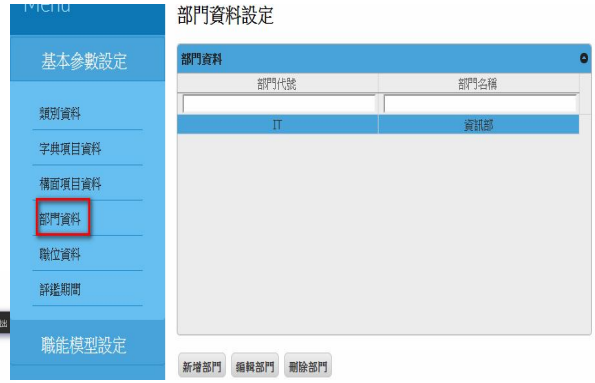 Menu
基本參數設定
類別資料
字典項目資料
構面項目資料
部門資料
職位資料
評鑑期間
職能模型設定
部門資料設定
部門資料
部門代號 部門名稱
IT 資訊部
新增部門 編輯部門 刪除部門